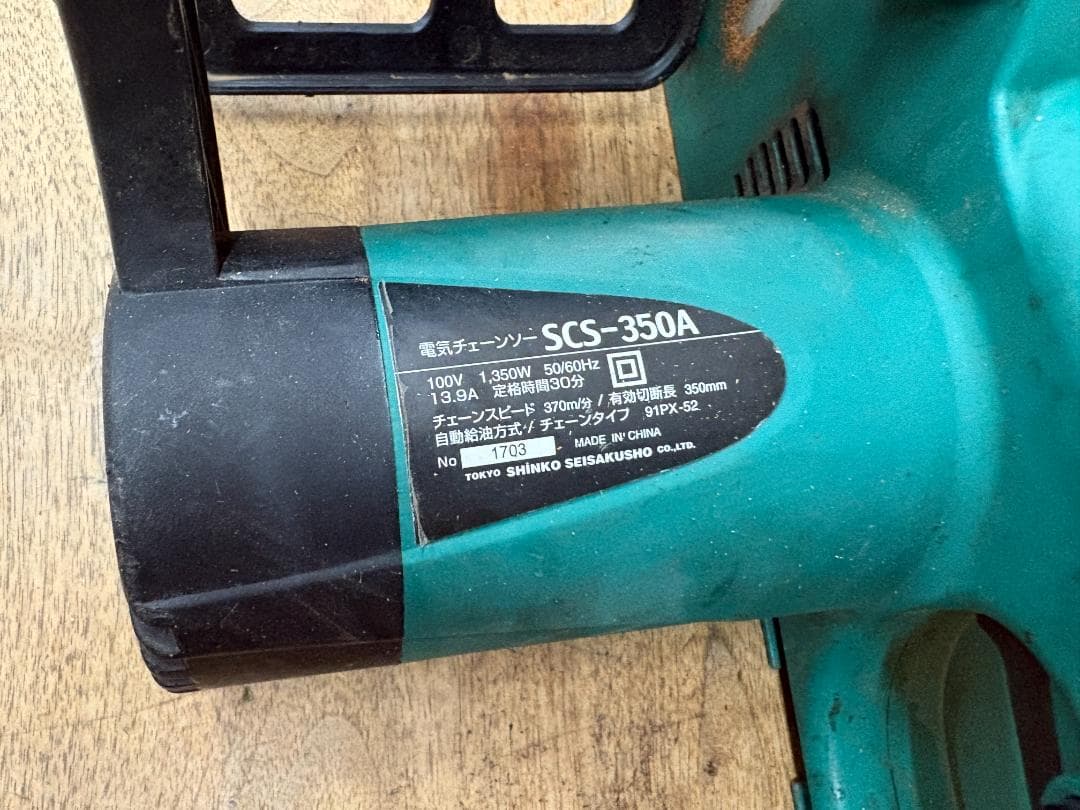 電気チェーンソー SCS-350A
100V 1,350W 50/60Hz
13.9A 定格時間30分
チェーンスピード 370m/分 / 有効切断長 350mm
自動給油方式 / チェーンタイプ 91PX-52
No 1703 MADE IN CHINA
TOKYO SHINKO SEISAKUSHO CO.,LTD.